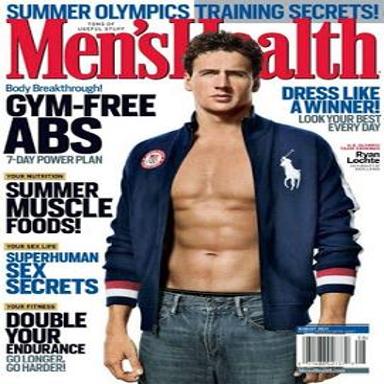 SUMMER OLYMPICS TRAINING SECRETS!
TONS OF
USEFUL STUFF
Men'sHealth
Body Breakthrough!
GYM-FREE
ABS
7-DAY POWER PLAN
YOUR NUTRITION
SUMMER
MUSCLE
FOODS!
YOUR SEX LIFE
SUPERHUMAN
SEX
SECRETS
YOUR FITNESS
DOUBLE
YOUR
ENDURANCE
GO LONGER,
GO HARDER!
DRESS LIKE
A WINNER!
LOOK YOUR BEST
EVERY DAY
Ryan
Lochte